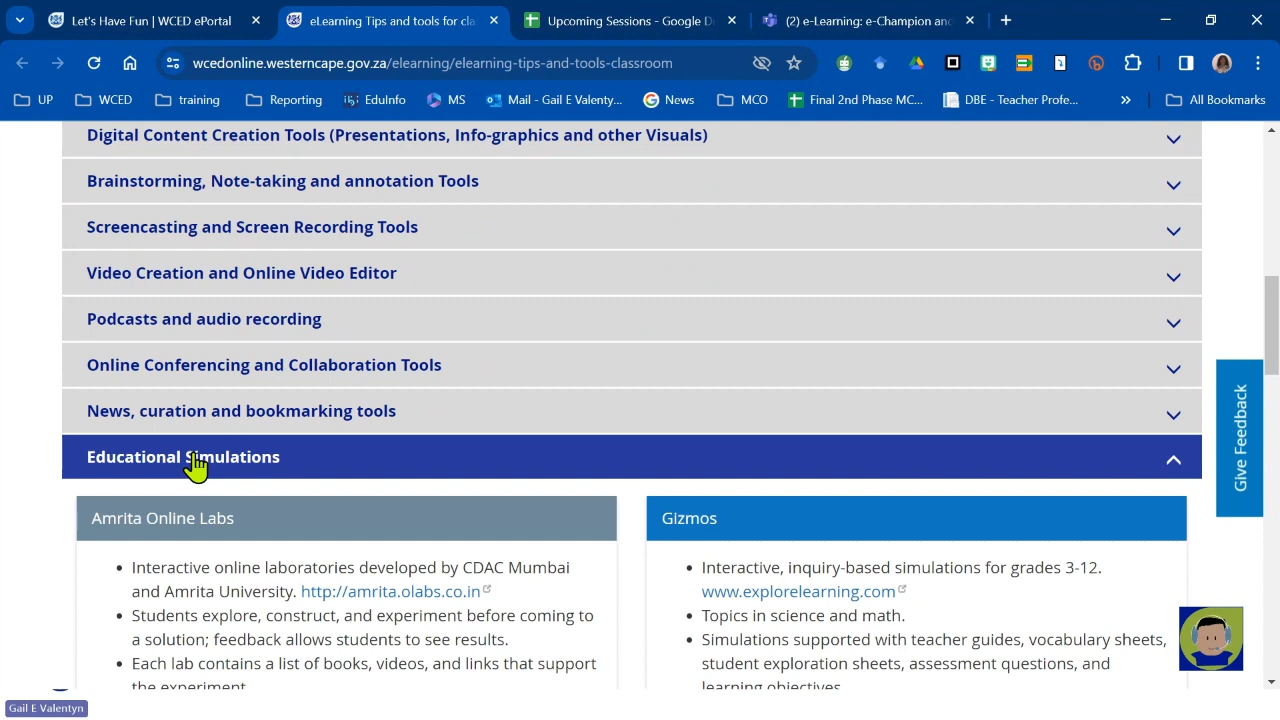 Let's Have Fun | WCED ePortal
eLearning Tips and tools for cla
Upcoming Sessions - Google D
(2) e-Learning: e-Champion and
wcedonline.westerncape.gov.za/elearning/elearning-tips-and-tools-classroom
UP
WCED
training
Reporting
EduInfo
MS
Mail - Gail E Valenty...
News
MCO
Final 2nd Phase MC...
DBE - Teacher Profe...
All Bookmarks
Digital Content Creation Tools (Presentations, Info-graphics and other Visuals)
Brainstorming, Note-taking and annotation Tools
Screencasting and Screen Recording Tools
Video Creation and Online Video Editor
Podcasts and audio recording
Online Conferencing and Collaboration Tools
News, curation and bookmarking tools
Educational Simulations
Give Feedback
Amrita Online Labs
Interactive online laboratories developed by CDAC Mumbai
and Amrita University. http://amrita.olabs.co.in
Students explore, construct, and experiment before coming to
a solution; feedback allows students to see results.
Each lab contains a list of books, videos, and links that support
the experiment.
Gizmos
Interactive, inquiry-based simulations for grades 3-12.
www.explorelearning.com
Topics in science and math.
Simulations supported with teacher guides, vocabulary sheets,
student exploration sheets, assessment questions, and
learning objectives.
Gail E Valentyn